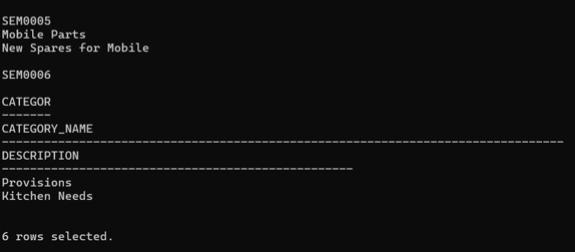 SEM0005
Mobile Parts
New Spares for Mobile
SEM0006
CATEGOR
-------
CATEGORY_NAME
--------------------------------------------------------------------------------
DESCRIPTION
--------------------------------------------------
Provisions
Kitchen Needs
6 rows selected.